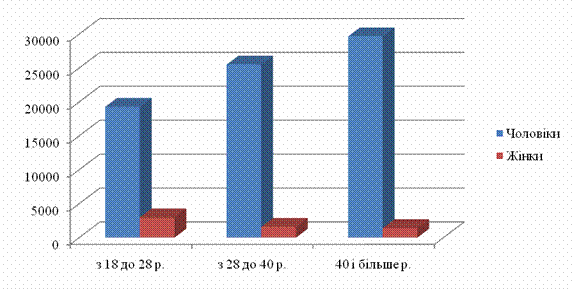 30000
25000
20000
15000
10000
5000
0
з 18 до 28 р.
з 28 до 40 р.
40 і більше р.
Чоловіки
Жінки